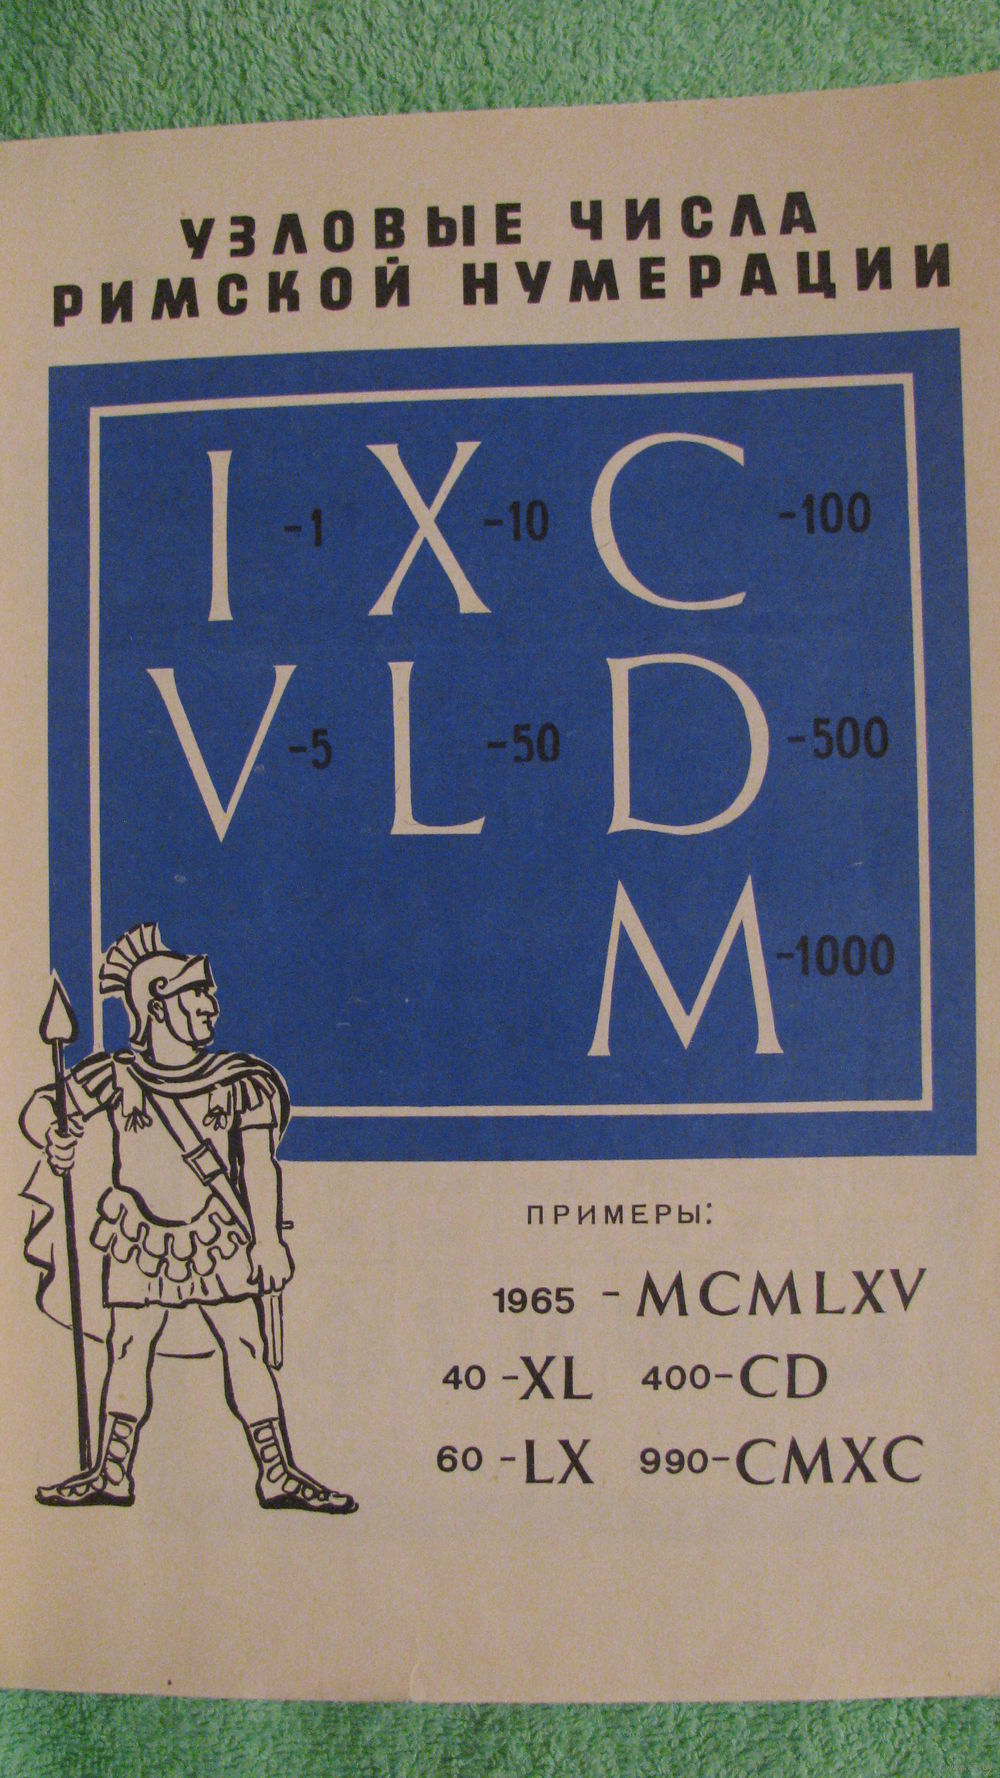 УЗЛОВЫЕ ЧИСЛА
РИМСКОЙ НУМЕРАЦИИ
I -1 X -10 C -100
V -5 L -50 D -500
M -1000
ПРИМЕРЫ:
1965 - MCMLXV
40 - XL 400 - CD
60 - LX 990 - CMXC